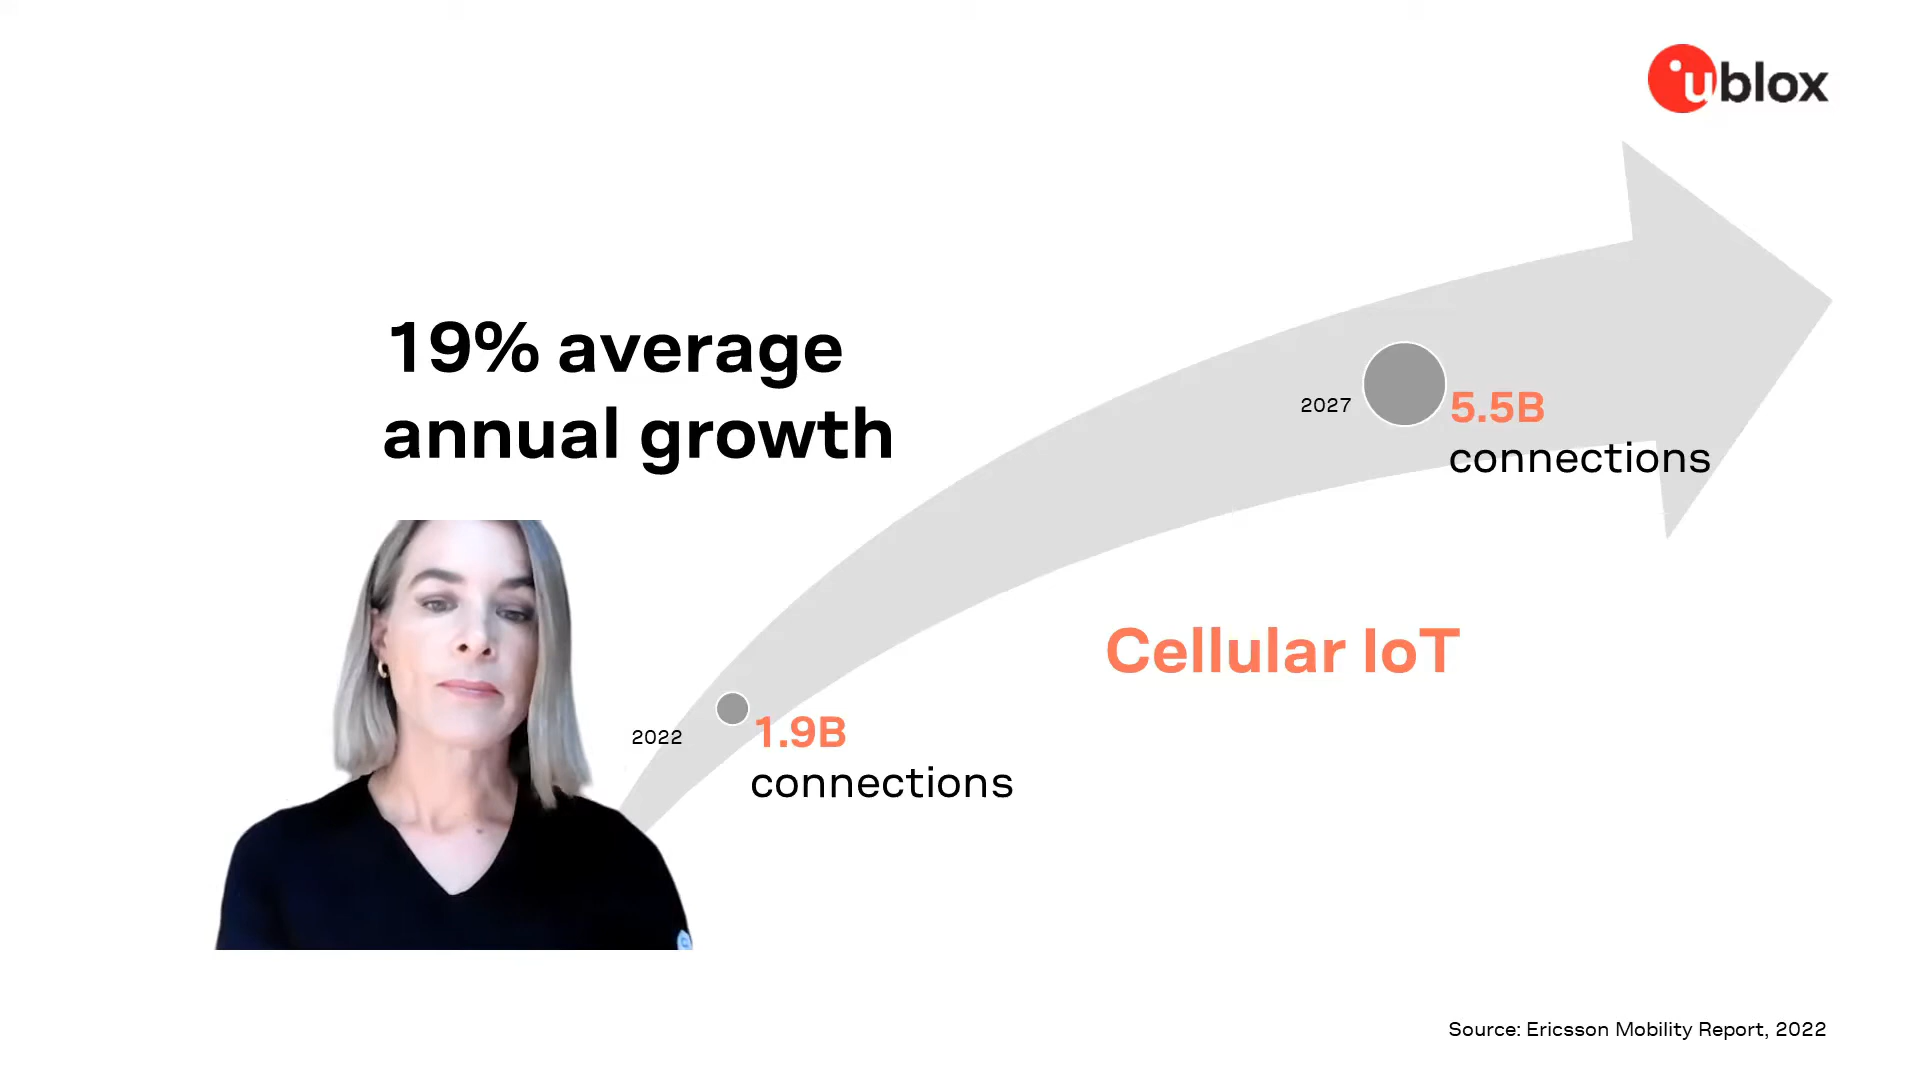 ublox
19% average
annual growth
2027
5.5B
connections
Cellular IoT
2022
1.9B
connections
Source: Ericsson Mobility Report, 2022